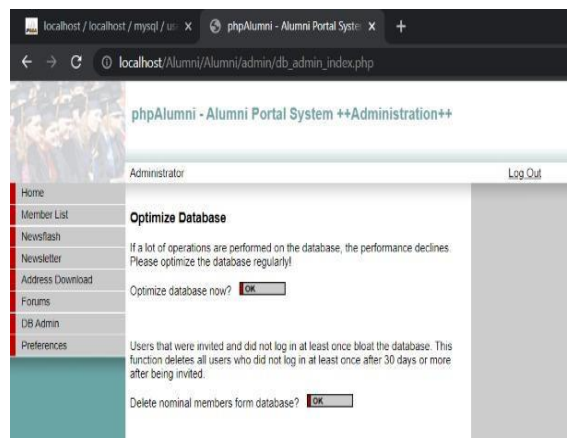 localhost / localhost / mysql / us
phpAlumni - Alumni Portal Syste
localhost/Alumni/Alumni/admin/db_admin_index.php
phpAlumni - Alumni Portal System ++Administration++
Administrator
Log Out
Home
Member List
Newsflash
Newsletter
Address Download
Forums
DB Admin
Preferences
Optimize Database
If a lot of operations are performed on the database, the performance declines.
Please optimize the database regularly!
Optimize database now? OK
Users that were invited and did not log in at least once bloat the database. This
function deletes all users who did not log in at least once after 30 days or more
after being invited.
Delete nominal members form database? OK